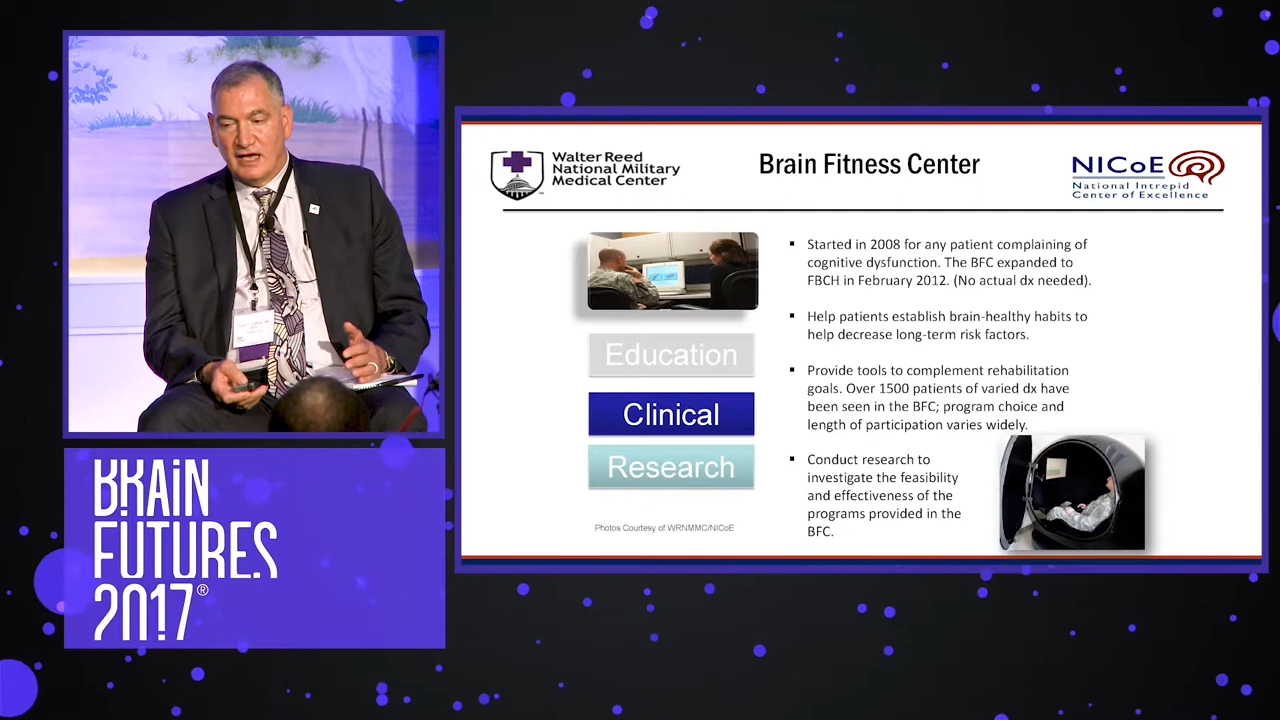 BRAIN
FUTURES
2017®
Walter Reed
National Military
Medical Center
Brain Fitness Center
NICoE
National Intrepid
Center of Excellence
Education
Clinical
Research
Photos Courtesy of WRNMMC/NICoE
▪ Started in 2008 for any patient complaining of
cognitive dysfunction. The BFC expanded to
FBCH in February 2012. (No actual dx needed).
▪ Help patients establish brain-healthy habits to
help decrease long-term risk factors.
▪ Provide tools to complement rehabilitation
goals. Over 1500 patients of varied dx have
been seen in the BFC; program choice and
length of participation varies widely.
▪ Conduct research to
investigate the feasibility
and effectiveness of the
programs provided in the
BFC.